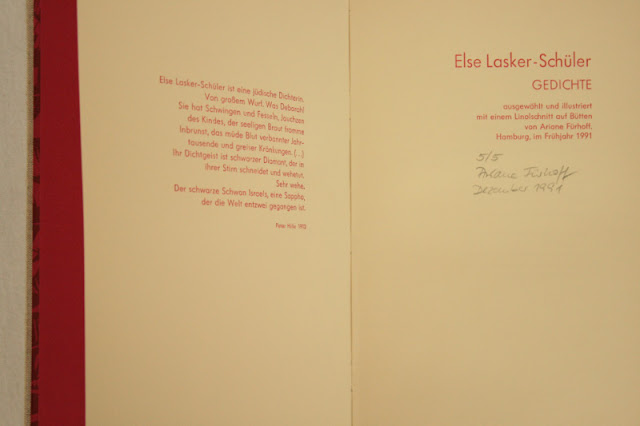 Else Lasker-Schüler ist eine jüdische Dichterin.
Von großem Wurf. Was Deborah!
Sie hat Schwingen und Fesseln, Jauchzen
des Kindes, der seeligen Braut fromme
Inbrunst, das müde Blut verbannter Jahr-
tausende und greiser Kränkungen. (...)
Ihr Dichtgeist ist schwarzer Diamant, der in
ihrer Stirn schneidet und wehetut.
Sehr wehe.
Der schwarze Schwan Israels, eine Sappho,
der die Welt entzwei gegangen ist.
Peter Hille
Else Lasker-Schüler
GEDICHTE
ausgewählt und illustriert
mit einem Linolschnitt auf Bütten
von Ariane Fürhoff,
Hamburg, im Frühjahr 1991
5/5
Ariane Fürhoff
Dezember 1991